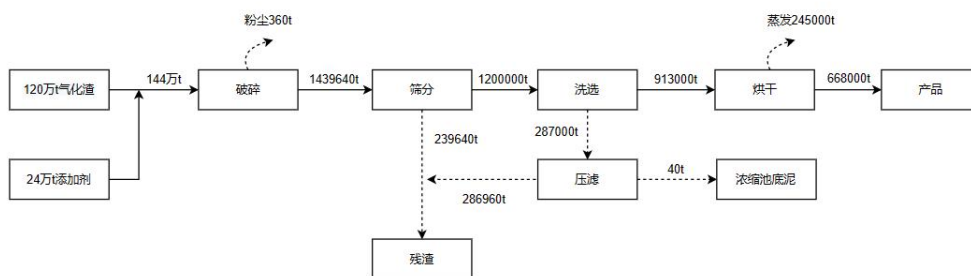 粉尘360t
蒸发245000t
120万t气化渣
144万t
破碎
1439640t
筛分
1200000t
洗选
913000t
烘干
668000t
产品
239640t
287000t
24万t添加剂
压滤
40t
浓缩池底泥
286960t
残渣